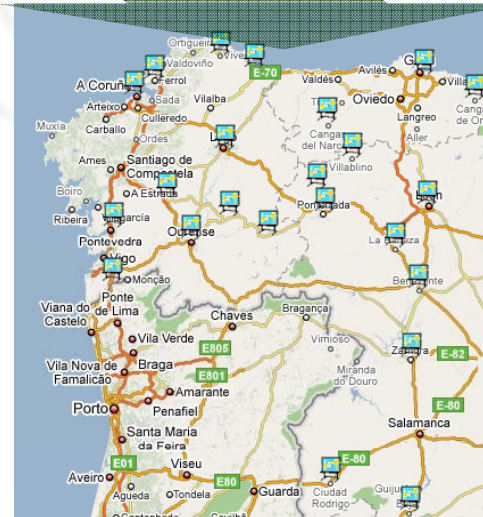 Ortigueira
Valdoviño
Ferrol
E-70
Avilés
Valdés
A Coruña
Sada
Arteixo
Vilalba
Oviedo
Culleredo
Langreo
Carballo
Cangas
del Narcea
Aller
Muxía
Ordes
Villablino
Ames
Santiago de
Compostela
A Estrada
Boiro
Ribeira
Ponferrada
Ourense
La Bañeza
Pontevedra
Vigo
Monção
Benavente
Ponte
de Lima
Viana do
Castelo
Chaves
Bragança
Vila Verde
E805
Vimioso
Zamora
E-82
Braga
Vila Nova de
Famalicão
E801
Miranda
do Douro
Amarante
Porto
Penafiel
E-80
Salamanca
Santa Maria
da Feira
E01
Viseu
E-80
Aveiro
E80
Guarda
Ciudad
Rodrigo
Agueda
Tondela